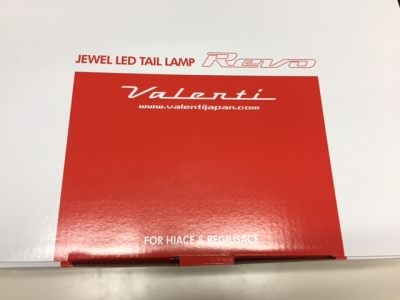 JEWEL LED TAIL LAMP Revo
Valenti
www.valentijapan.com
FOR HIACE & REGIUSACE